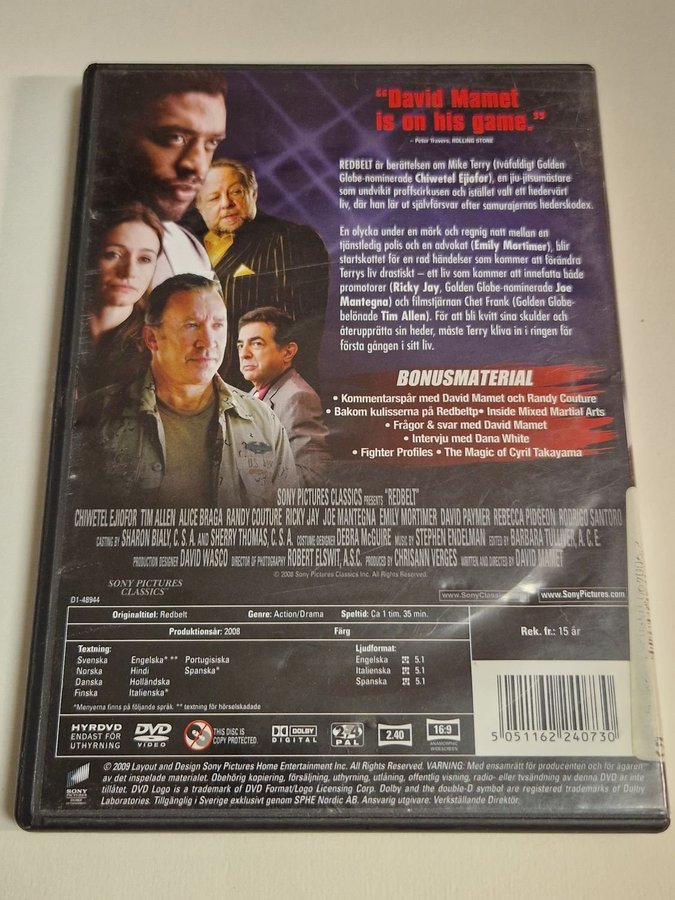 "David Mamet
is on his game."
– Peter Travers, ROLLING STONE
REDBELT är berättelsen om Mike Terry (tvåfaldigt Golden
Globe-nominerade Chiwetel Ejiofor), en jiu-jitsumästare
som undvikit proffscirkusen och istället valt ett hedervärt
liv, där han lär ut självförsvar efter samurajernas hederskodex.
En olycka under en mörk och regnig natt mellan en
tjänstledig polis och en advokat (Emily Mortimer), blir
startskottet för en rad händelser som kommer att förändra
Terrys liv drastiskt – ett liv som kommer att innefatta både
promotorer (Ricky Jay, Golden Globe-nominerade Joe
Mantegna) och filmstjärnan Chet Frank (Golden Globe-
belönade Tim Allen). För att bli kvitt sina skulder och
återupprätta sin heder, måste Terry kliva in i ringen för
första gången i sitt liv.
BONUSMATERIAL
• Kommentarspår med David Mamet och Randy Couture
• Bakom kulisserna på Redbeltp• Inside Mixed Martial Arts
• Frågor & svar med David Mamet
• Intervju med Dana White
• Fighter Profiles • The Magic of Cyril Takayama
SONY PICTURES CLASSICS PRESENTS "REDBELT"
CHIWETEL EJIOFOR TIM ALLEN ALICE BRAGA RANDY COUTURE RICKY JAY JOE MANTEGNA EMILY MORTIMER DAVID PAYMER REBECCA PIDGEON RODRIGO SANTORO
CASTING BY SHARON BIALY, C. S. A. AND SHERRY THOMAS, C. S. A. COSTUME DESIGNER DEBRA McGUIRE MUSIC BY STEPHEN ENDELMAN EDITED BY BARBARA TULLIVER, A. C. E.
PRODUCTION DESIGNER DAVID WASCO DIRECTOR OF PHOTOGRAPHY ROBERT ELSWIT, A.S.C. PRODUCED BY CHRISANN VERGES WRITTEN AND DIRECTED BY DAVID MAMET
© 2008 Sony Pictures Classics Inc. All Rights Reserved.
SONY PICTURES
CLASSICS
www.SonyClassics
www.SonyPictures.com
D1-48944
Originaltitel: Redbelt Genre: Action/Drama Speltid: Ca 1 tim. 35 min.
Produktionsår: 2008 Färg
Rek. fr.: 15 år
Textning:
Svenska Engelska* ** Portugisiska
Norska Hindi Spanska*
Danska Holländska
Finska Italienska*
Ljudformat:
Engelska 5.1
Italienska 5.1
Spanska 5.1
*Menyerna finns på följande språk. ** textning för hörselskadade
HYRDVD
ENDAST FÖR
UTHYRNING
DVD
VIDEO
THIS DISC IS
COPY PROTECTED.
DOLBY
DIGITAL
2,4
PAL
2.40
16:9
ANAMORPHIC
WIDESCREEN
5 051162 240730
SONY
PICTURES
© 2009 Layout and Design Sony Pictures Home Entertainment Inc. All Rights Reserved. WARNING: Med ensamrätt för producenten och för ägaren
av det inspelade materialet. Obehörig kopiering, försäljning, uthyrning, utlåning, offentlig visning, radio- eller tvsändning av denna DVD är inte
tillåtet. DVD Logo is a trademark of DVD Format/Logo Licensing Corp. Dolby and the double-D symbol are registered trademarks of Dolby
Laboratories. Tillgänglig i Sverige exklusivt genom SPHE Nordic AB. Ansvarig utgivare: Verkställande Direktör.